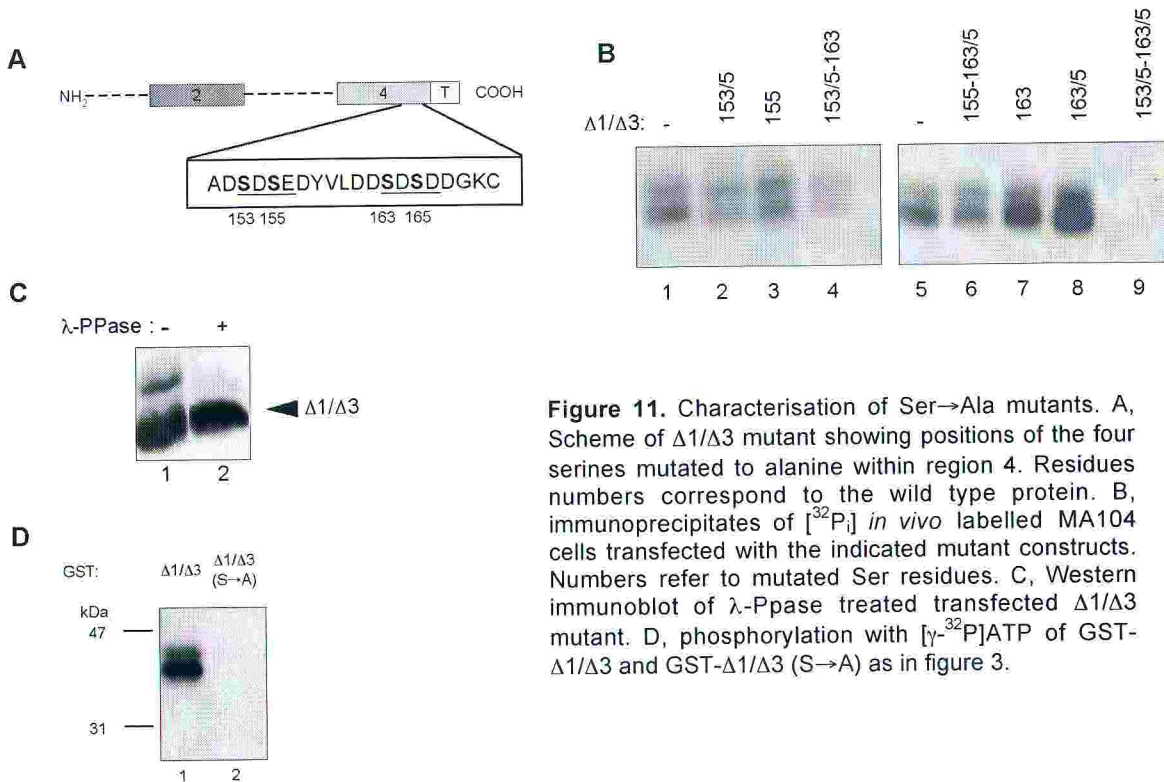 A
NH2
2
4
T
COOH
ADSDSEDYVLDDSDSDDGKC
153 155
163 165
B
Δ1/Δ3:
-
153/5
155
153/5-163
-
155-163/5
163
163/5
153/5-163/5
1 2 3 4
5 6 7 8 9
C
λ-PPase : - +
Δ1/Δ3
1 2
D
GST: Δ1/Δ3 Δ1/Δ3
(S→A)
kDa
47
31
1 2
Figure 11. Characterisation of Ser→Ala mutants. A,
Scheme of Δ1/Δ3 mutant showing positions of the four
serines mutated to alanine within region 4. Residues
numbers correspond to the wild type protein. B,
immunoprecipitates of [32Pi] in vivo labelled MA104
cells transfected with the indicated mutant constructs.
Numbers refer to mutated Ser residues. C, Western
immunoblot of λ-Ppase treated transfected Δ1/Δ3
mutant. D, phosphorylation with [γ-32P]ATP of GST-
Δ1/Δ3 and GST-Δ1/Δ3 (S→A) as in figure 3.